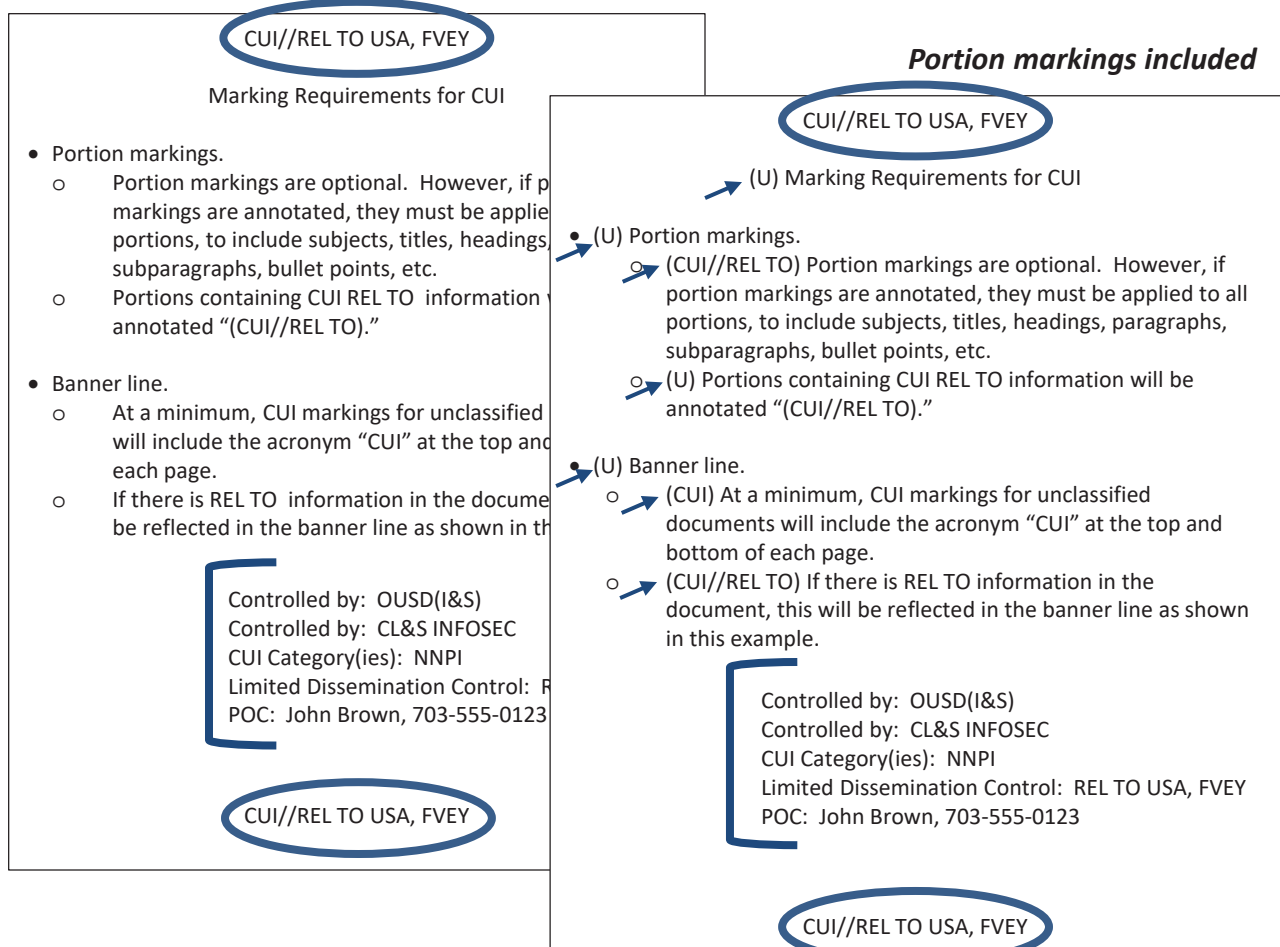 CUI//REL TO USA, FVEY
Marking Requirements for CUI
• Portion markings.
o Portion markings are optional. However, if p
markings are annotated, they must be applie
portions, to include subjects, titles, headings,
subparagraphs, bullet points, etc.
o Portions containing CUI REL TO information
annotated “(CUI//REL TO).”
• Banner line.
o At a minimum, CUI markings for unclassified
will include the acronym “CUI” at the top and
each page.
o If there is REL TO information in the docume
be reflected in the banner line as shown in th
Controlled by: OUSD(I&S)
Controlled by: CL&S INFOSEC
CUI Category(ies): NNPI
Limited Dissemination Control: R
POC: John Brown, 703-555-0123
CUI//REL TO USA, FVEY
Portion markings included
CUI//REL TO USA, FVEY
(U) Marking Requirements for CUI
• (U) Portion markings.
o (CUI//REL TO) Portion markings are optional. However, if
portion markings are annotated, they must be applied to all
portions, to include subjects, titles, headings, paragraphs,
subparagraphs, bullet points, etc.
o (U) Portions containing CUI REL TO information will be
annotated “(CUI//REL TO).”
• (U) Banner line.
o (CUI) At a minimum, CUI markings for unclassified
documents will include the acronym “CUI” at the top and
bottom of each page.
o (CUI//REL TO) If there is REL TO information in the
document, this will be reflected in the banner line as shown
in this example.
Controlled by: OUSD(I&S)
Controlled by: CL&S INFOSEC
CUI Category(ies): NNPI
Limited Dissemination Control: REL TO USA, FVEY
POC: John Brown, 703-555-0123
CUI//REL TO USA, FVEY